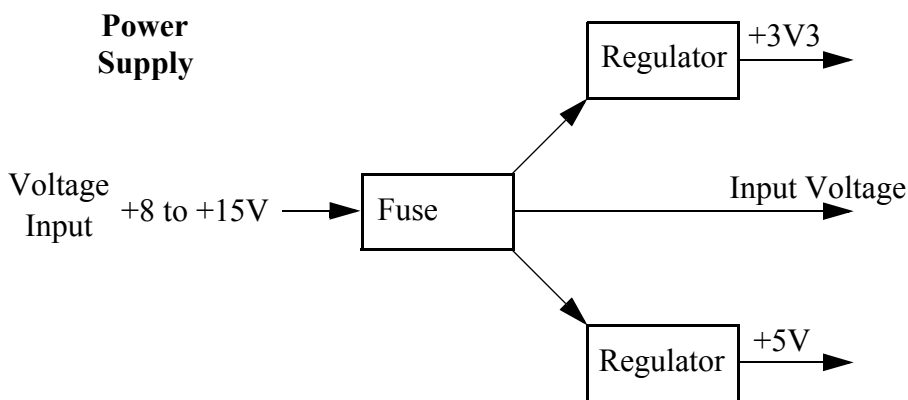 Power
Supply
Regulator
+3V3
Voltage
Input
+8 to +15V
Fuse
Input Voltage
Regulator
+5V